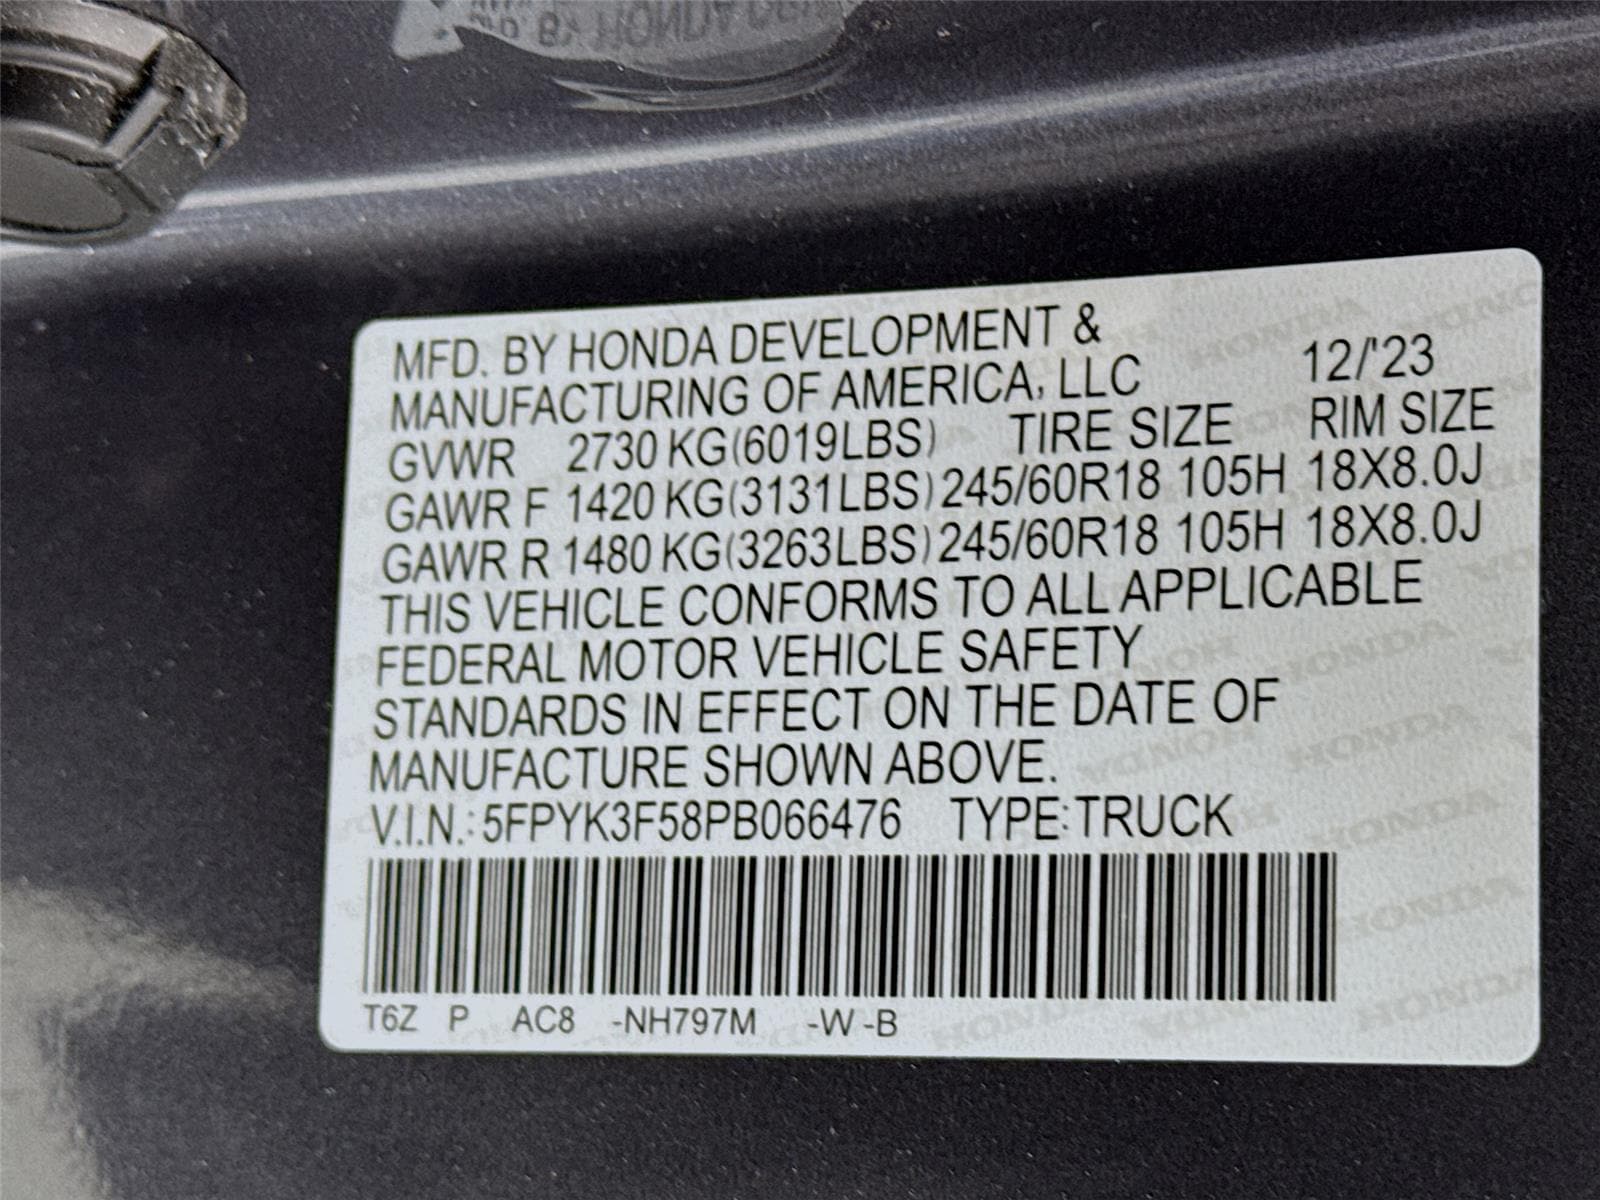 MFD. BY HONDA DEVELOPMENT &
MANUFACTURING OF AMERICA, LLC 12/'23
GVWR 2730 KG(6019LBS) TIRE SIZE RIM SIZE
GAWR F 1420 KG(3131LBS) 245/60R18 105H 18X8.0J
GAWR R 1480 KG(3263LBS) 245/60R18 105H 18X8.0J
THIS VEHICLE CONFORMS TO ALL APPLICABLE
FEDERAL MOTOR VEHICLE SAFETY
STANDARDS IN EFFECT ON THE DATE OF
MANUFACTURE SHOWN ABOVE.
V.I.N.: 5FPYK3F58PB066476 TYPE:TRUCK
T6Z P AC8 -NH797M -W -B